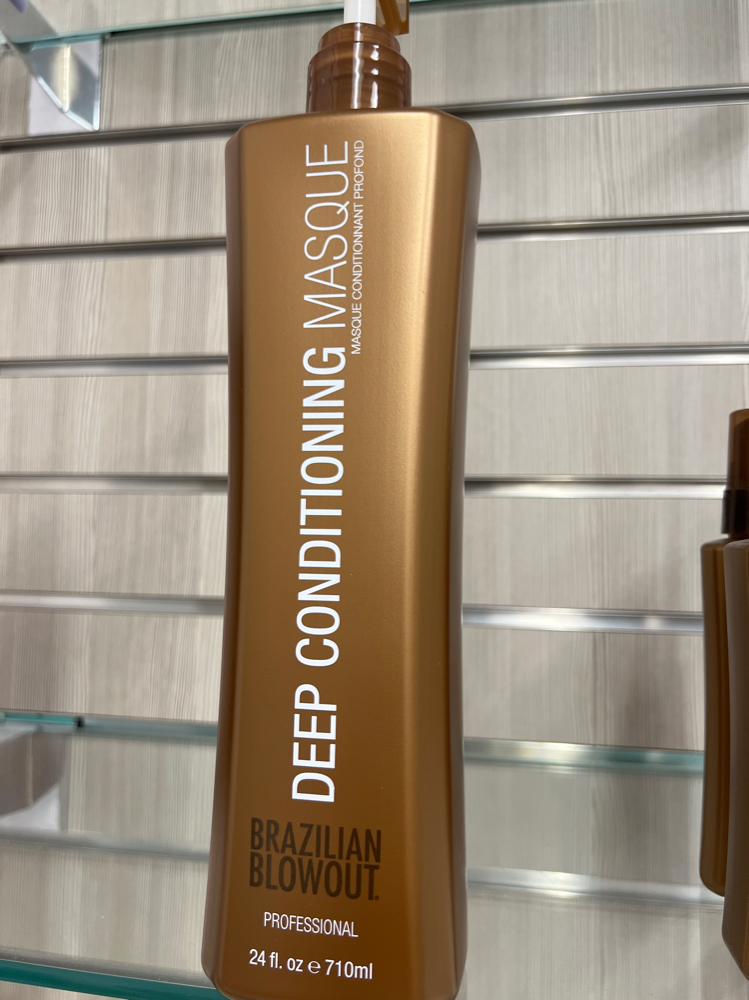 DEEP CONDITIONING MASQUE
MASQUE CONDITIONNANT PROFOND
BRAZILIAN
BLOWOUT®
PROFESSIONAL
24 fl. oz ℮ 710ml